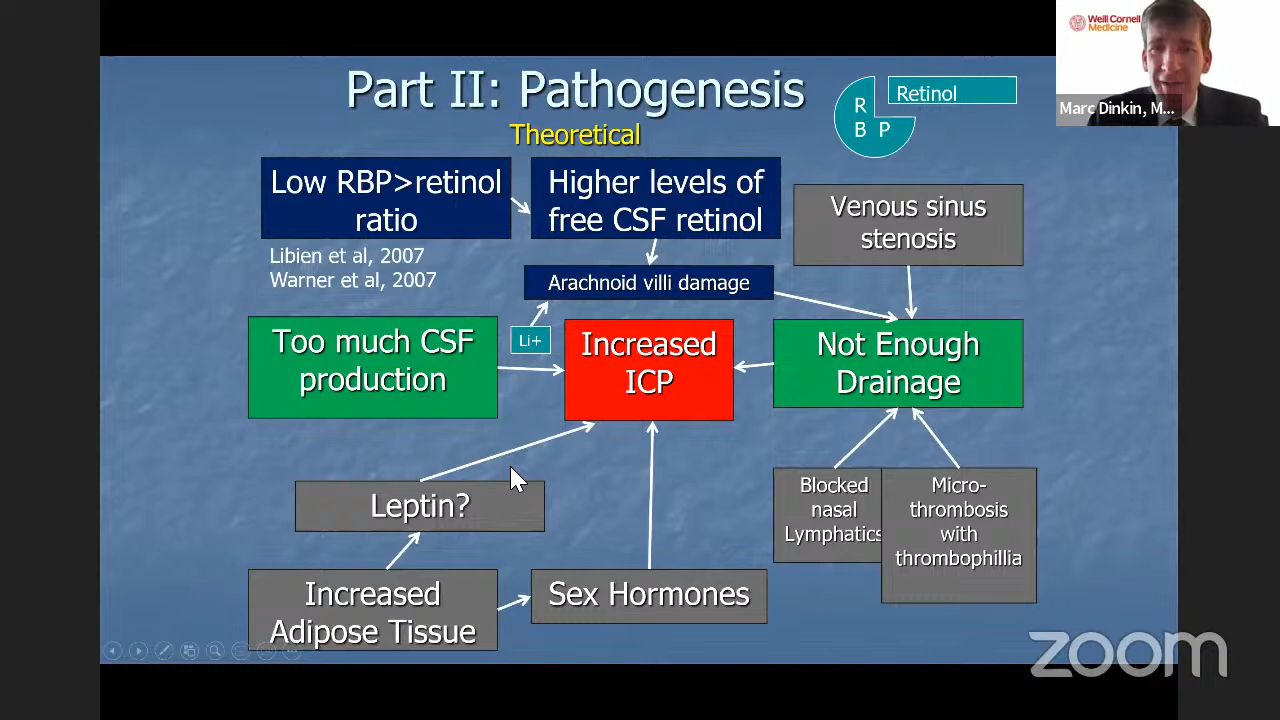 Part II: Pathogenesis
Theoretical
R
B P
Retinol
Weill Cornell
Medicine
Marc Dinkin, M...
Low RBP>retinol
ratio
Higher levels of
free CSF retinol
Venous sinus
stenosis
Libien et al, 2007
Warner et al, 2007
Arachnoid villi damage
Too much CSF
production
Li+
Increased
ICP
Not Enough
Drainage
Leptin?
Blocked
nasal
Lymphatics
Micro-
thrombosis
with
thrombophillia
Increased
Adipose Tissue
Sex Hormones
zoom